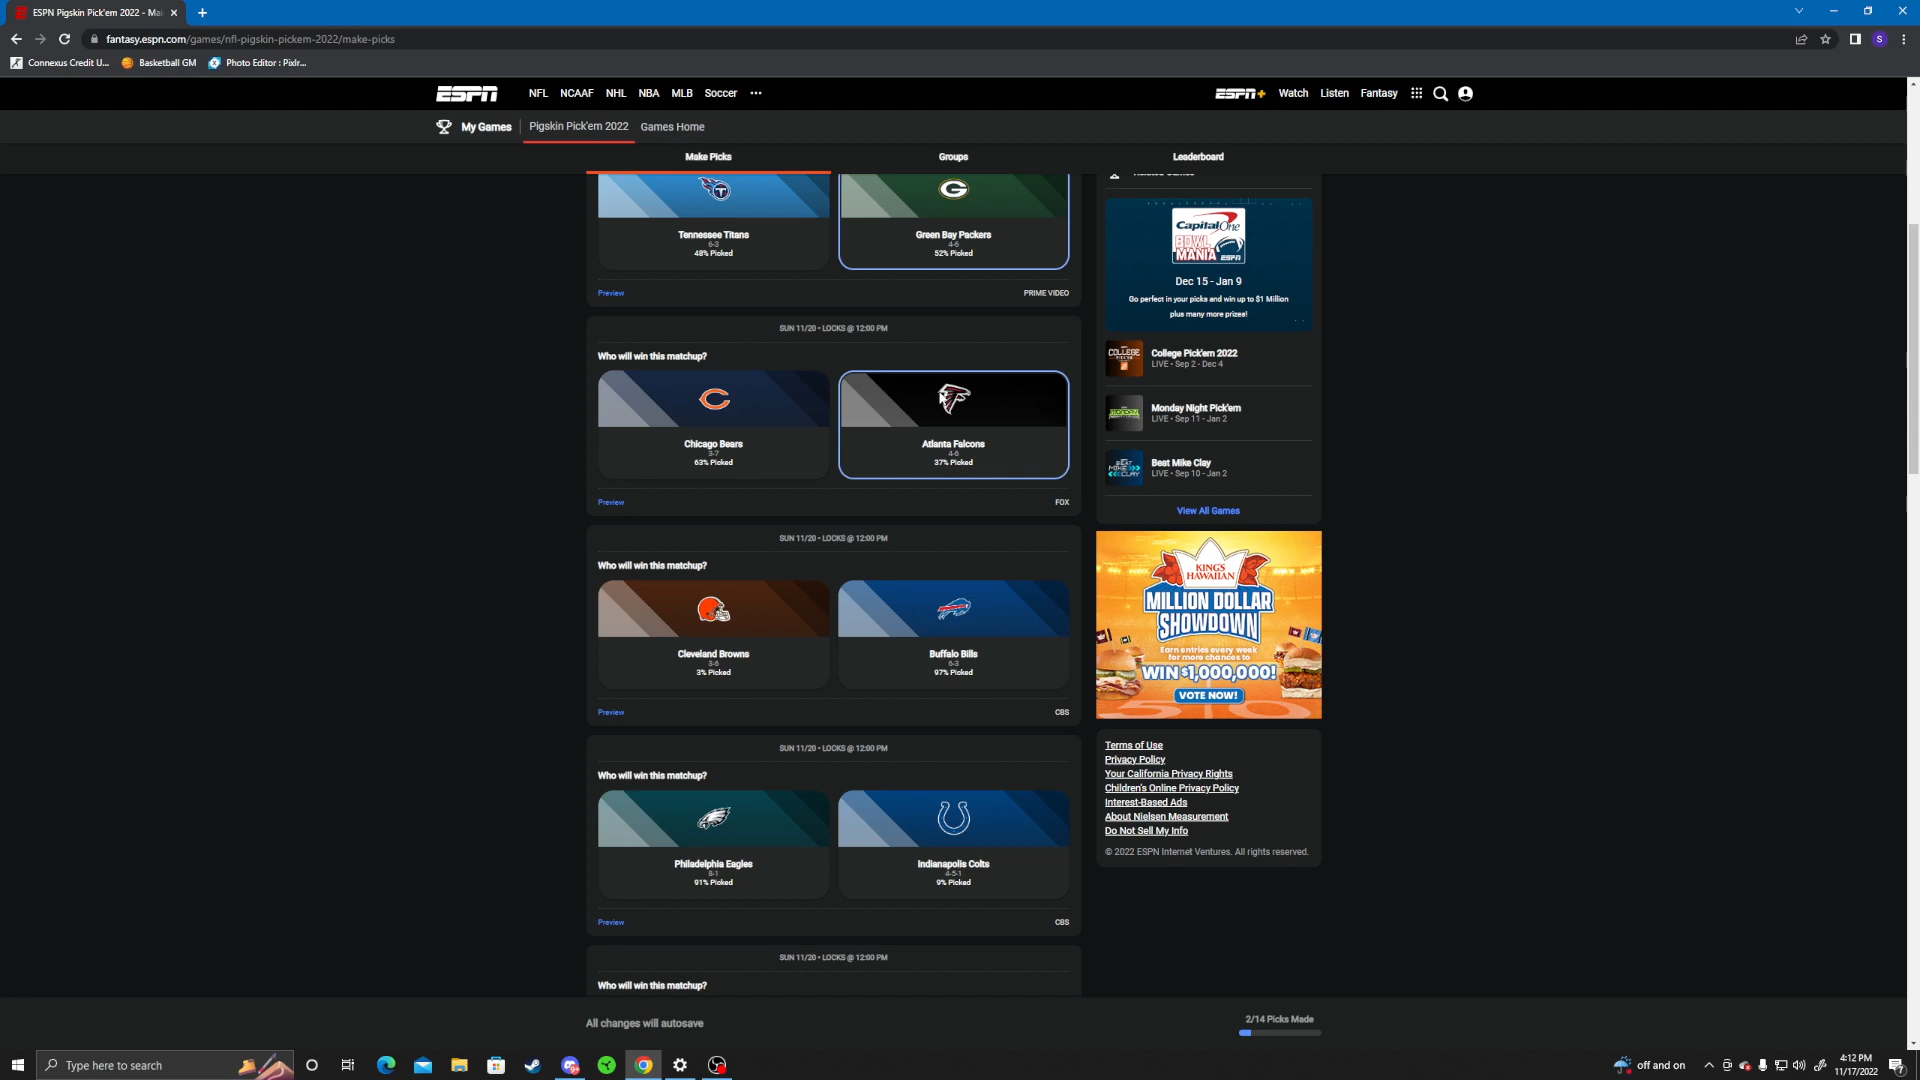 ESPN Pigskin Pick'em 2022 - Ma
fantasy.espn.com/games/nfl-pigskin-pickem-2022/make-picks
S
Connexus Credit U...
Basketball GM
Photo Editor : Pixlr...
ESPN
NFL
NCAAF
NHL
NBA
MLB
Soccer
ESPN+
Watch
Listen
Fantasy
My Games
Pigskin Pick'em 2022
Games Home
Make Picks
Groups
Leaderboard
Tennessee Titans
6-3
48% Picked
Green Bay Packers
4-6
52% Picked
Preview
PRIME VIDEO
SUN 11/20 • LOCKS @ 12:00 PM
Who will win this matchup?
Chicago Bears
3-7
63% Picked
Atlanta Falcons
4-6
37% Picked
Preview
FOX
SUN 11/20 • LOCKS @ 12:00 PM
Who will win this matchup?
Cleveland Browns
3-6
3% Picked
Buffalo Bills
6-3
97% Picked
Preview
CBS
SUN 11/20 • LOCKS @ 12:00 PM
Who will win this matchup?
Philadelphia Eagles
8-1
91% Picked
Indianapolis Colts
4-5-1
9% Picked
Preview
CBS
SUN 11/20 • LOCKS @ 12:00 PM
Who will win this matchup?
Capital One
BOWL
MANIA ESPN
Dec 15 - Jan 9
Go perfect in your picks and win up to $1 Million
plus many more prizes!
College Pick'em 2022
LIVE • Sep 2 - Dec 4
Monday Night Pick'em
LIVE • Sep 11 - Jan 2
Beat Mike Clay
LIVE • Sep 10 - Jan 2
View All Games
KING'S
HAWAIIAN
MILLION DOLLAR
SHOWDOWN
Earn entries every week
for more chances to
WIN $1,000,000!
VOTE NOW!
Terms of Use
Privacy Policy
Your California Privacy Rights
Children's Online Privacy Policy
Interest-Based Ads
About Nielsen Measurement
Do Not Sell My Info
© 2022 ESPN Internet Ventures. All rights reserved.
All changes will autosave
2/14 Picks Made
Type here to search
off and on
4:12 PM
11/17/2022